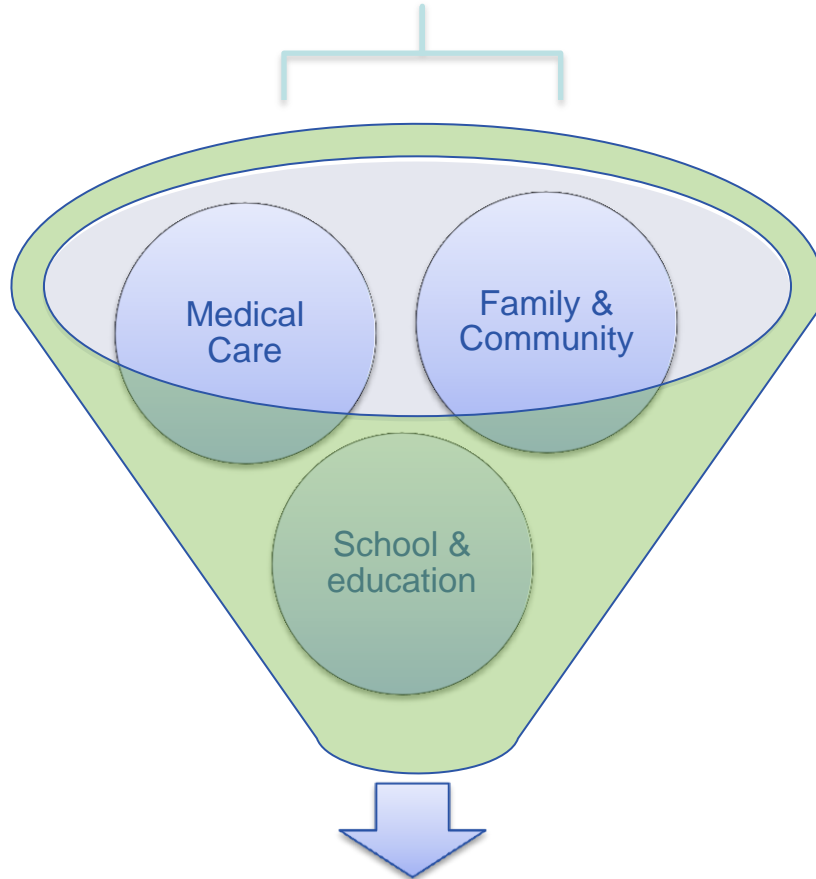 Medical
Care
Family &
Community
School &
education